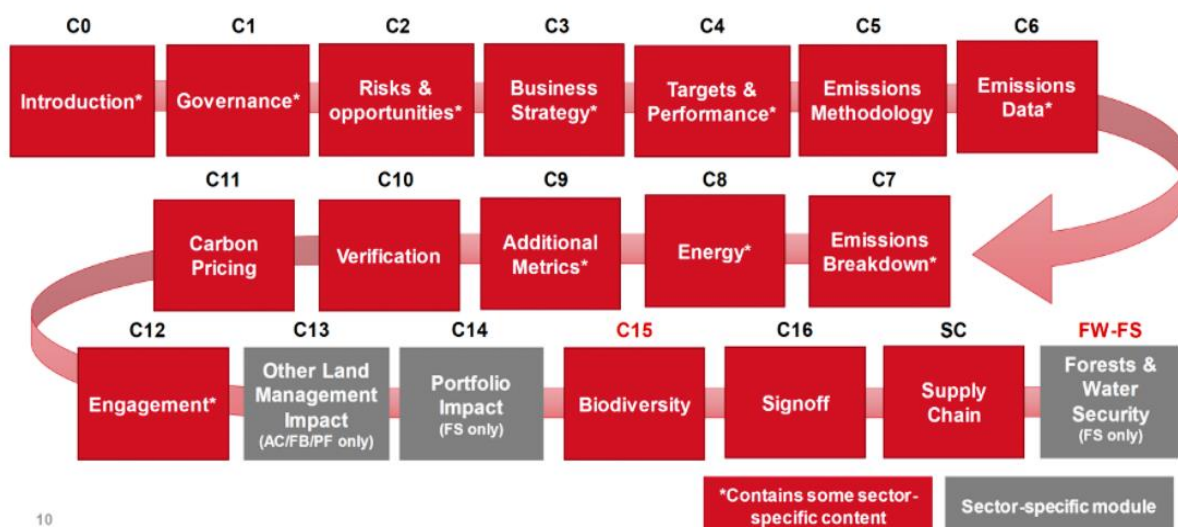 C0
Introduction*
C1
Governance*
C2
Risks &
opportunities*
C3
Business
Strategy*
C4
Targets &
Performance*
C5
Emissions
Methodology
C6
Emissions
Data*
C11
Carbon
Pricing
C10
Verification
C9
Additional
Metrics*
C8
Energy*
C7
Emissions
Breakdown*
C12
Engagement*
C13
Other Land
Management
Impact
(AC/FB/PF only)
C14
Portfolio
Impact
(FS only)
C15
Biodiversity
C16
Signoff
SC
Supply
Chain
FW-FS
Forests &
Water
Security
(FS only)
*Contains some sector-
specific content
Sector-specific module
10